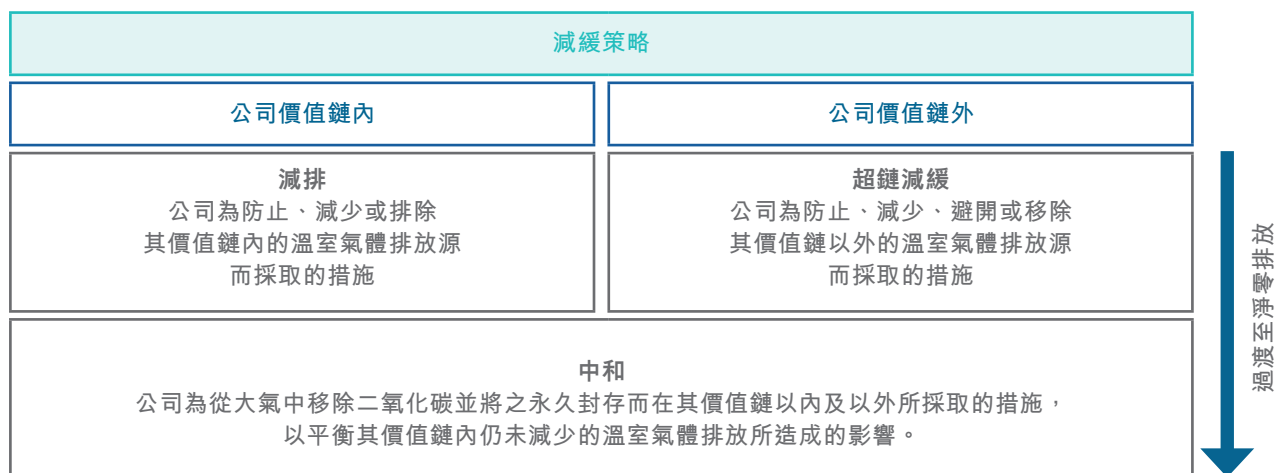 減緩策略
公司價值鏈內
公司價值鏈外
減排
公司為防止、減少或排除
其價值鏈內的溫室氣體排放源
而採取的措施
超鏈減緩
公司為防止、減少、避開或移除
其價值鏈以外的溫室氣體排放源
而採取的措施
中和
公司為從大氣中移除二氧化碳並將之永久封存而在其價值鏈以內及以外所採取的措施，
以平衡其價值鏈內仍未減少的溫室氣體排放所造成的影響。
過渡至淨零排放